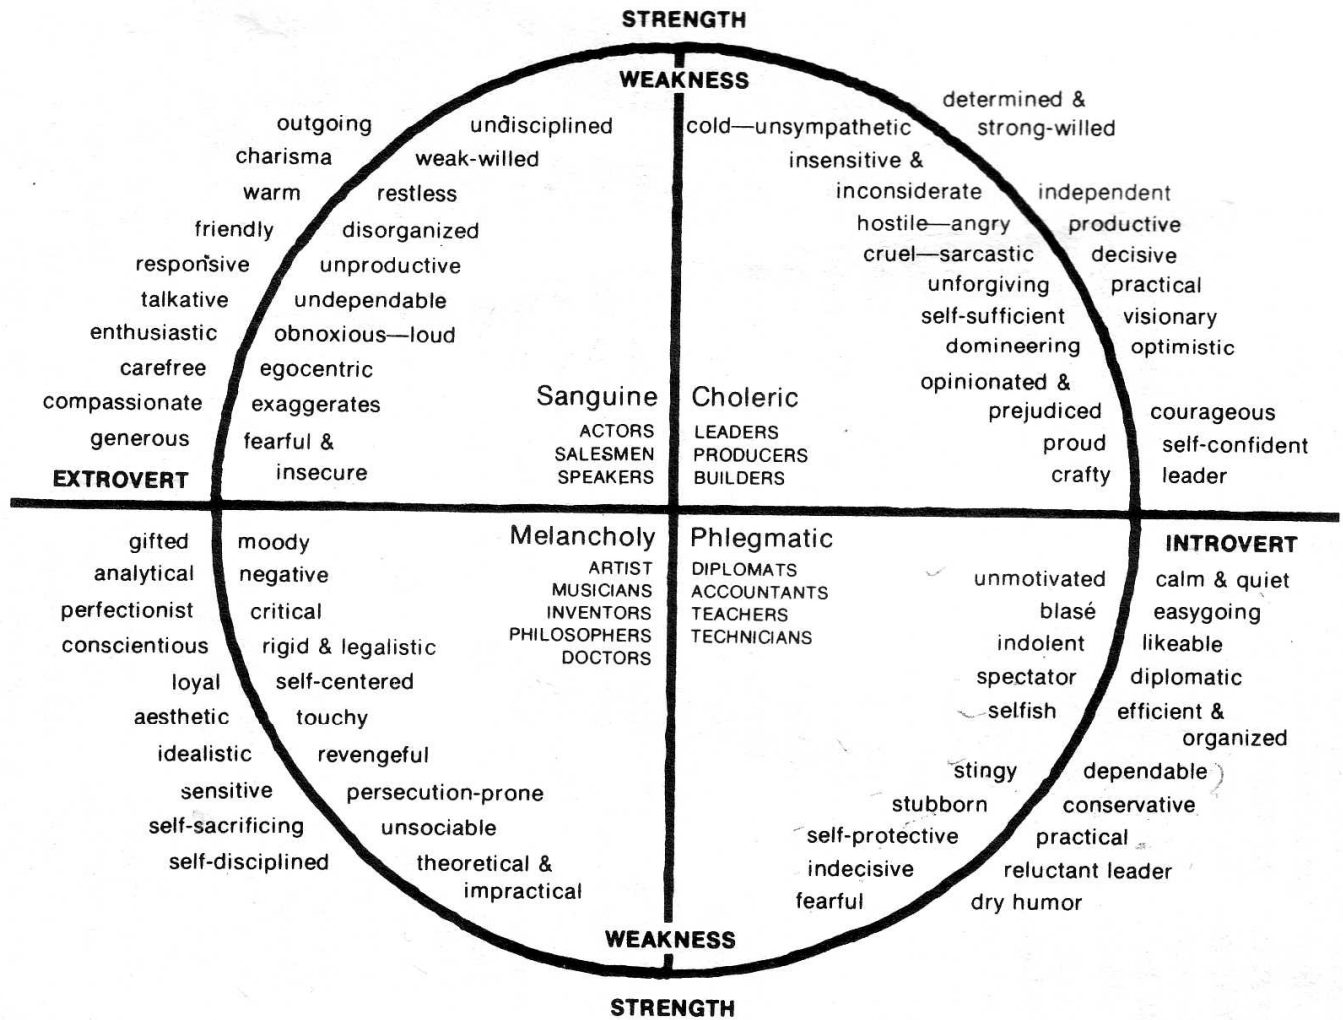 STRENGTH
WEAKNESS
outgoing
charisma
warm
friendly
responsive
talkative
enthusiastic
carefree
compassionate
generous
EXTROVERT
undisciplined
weak-willed
restless
disorganized
unproductive
undependable
obnoxious—loud
egocentric
exaggerates
fearful &
insecure
Sanguine
ACTORS
SALESMEN
SPEAKERS
Choleric
LEADERS
PRODUCERS
BUILDERS
cold—unsympathetic
insensitive &
inconsiderate
hostile—angry
cruel—sarcastic
unforgiving
self-sufficient
domineering
opinionated &
prejudiced
proud
crafty
determined &
strong-willed
independent
productive
decisive
practical
visionary
optimistic
courageous
self-confident
leader
gifted
analytical
perfectionist
conscientious
loyal
aesthetic
idealistic
sensitive
self-sacrificing
self-disciplined
moody
negative
critical
rigid & legalistic
self-centered
touchy
revengeful
persecution-prone
unsociable
theoretical &
impractical
Melancholy
ARTIST
MUSICIANS
INVENTORS
PHILOSOPHERS
DOCTORS
Phlegmatic
DIPLOMATS
ACCOUNTANTS
TEACHERS
TECHNICIANS
unmotivated
blasé
indolent
spectator
selfish
stingy
stubborn
self-protective
indecisive
fearful
INTROVERT
calm & quiet
easygoing
likeable
diplomatic
efficient &
organized
dependable
conservative
practical
reluctant leader
dry humor
WEAKNESS
STRENGTH